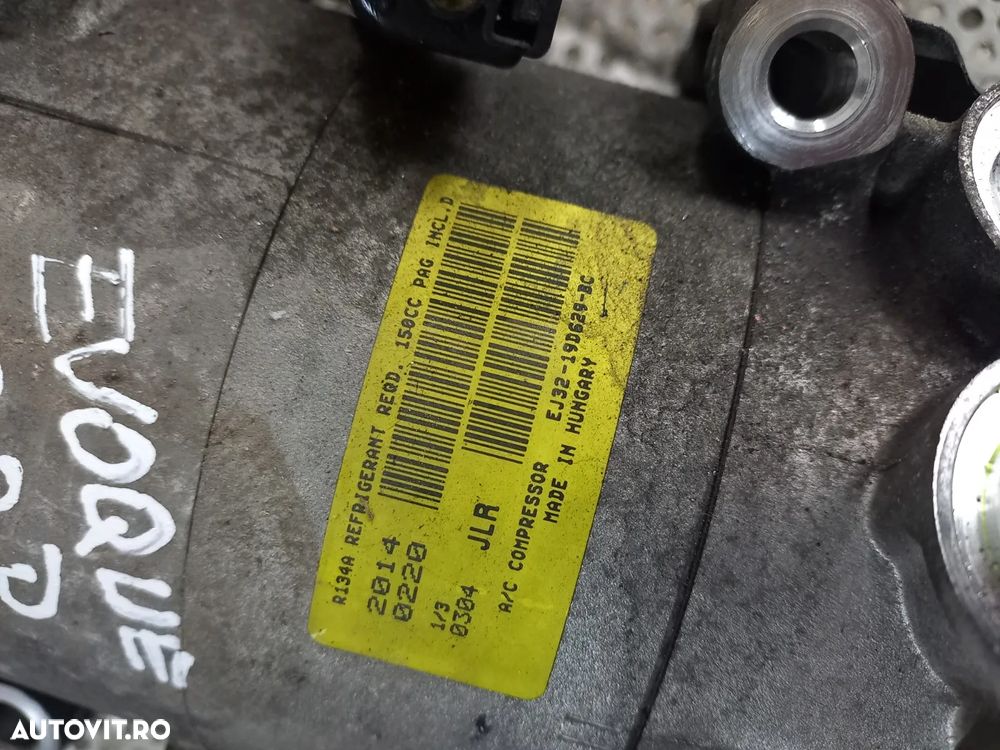 R134A REFRIGERANT REQD. 150CC PAG INCL.D
2014
0220
1/3
0304
JLR
A/C COMPRESSOR EJ32-19D629-BC
MADE IN HUNGARY
EVOQUE
AUTOVIT.RO